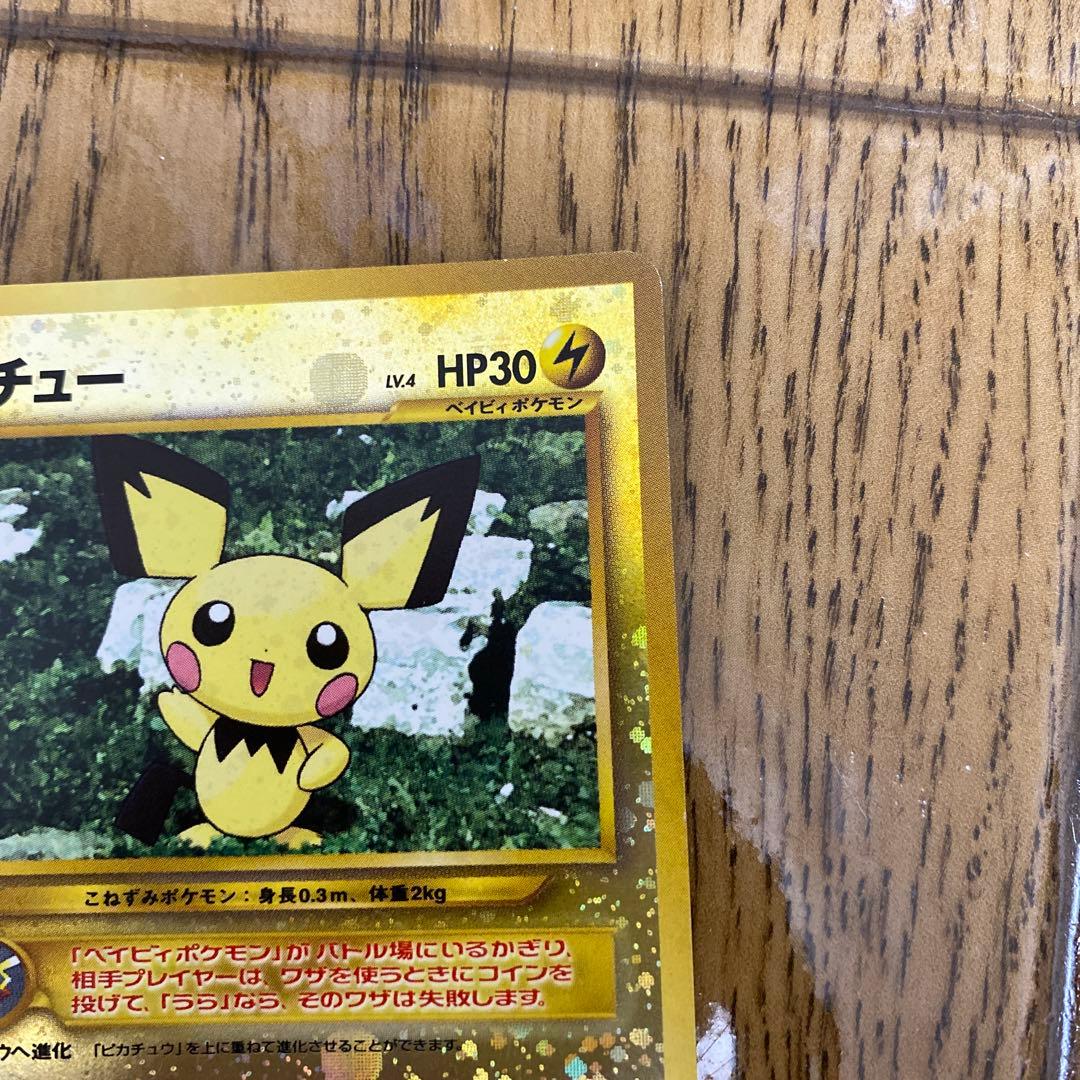 チュー LV.4 HP30
ベイビィポケモン
こねずみポケモン：身長0.3m、体重2kg
「ベイビィポケモン」がバトル場にいるかぎり、
相手プレイヤーは、ワザを使うときにコインを
投げて、「うら」なら、そのワザは失敗します。
ウへ進化 「ピカチュウ」を上に重ねて進化させることができます。